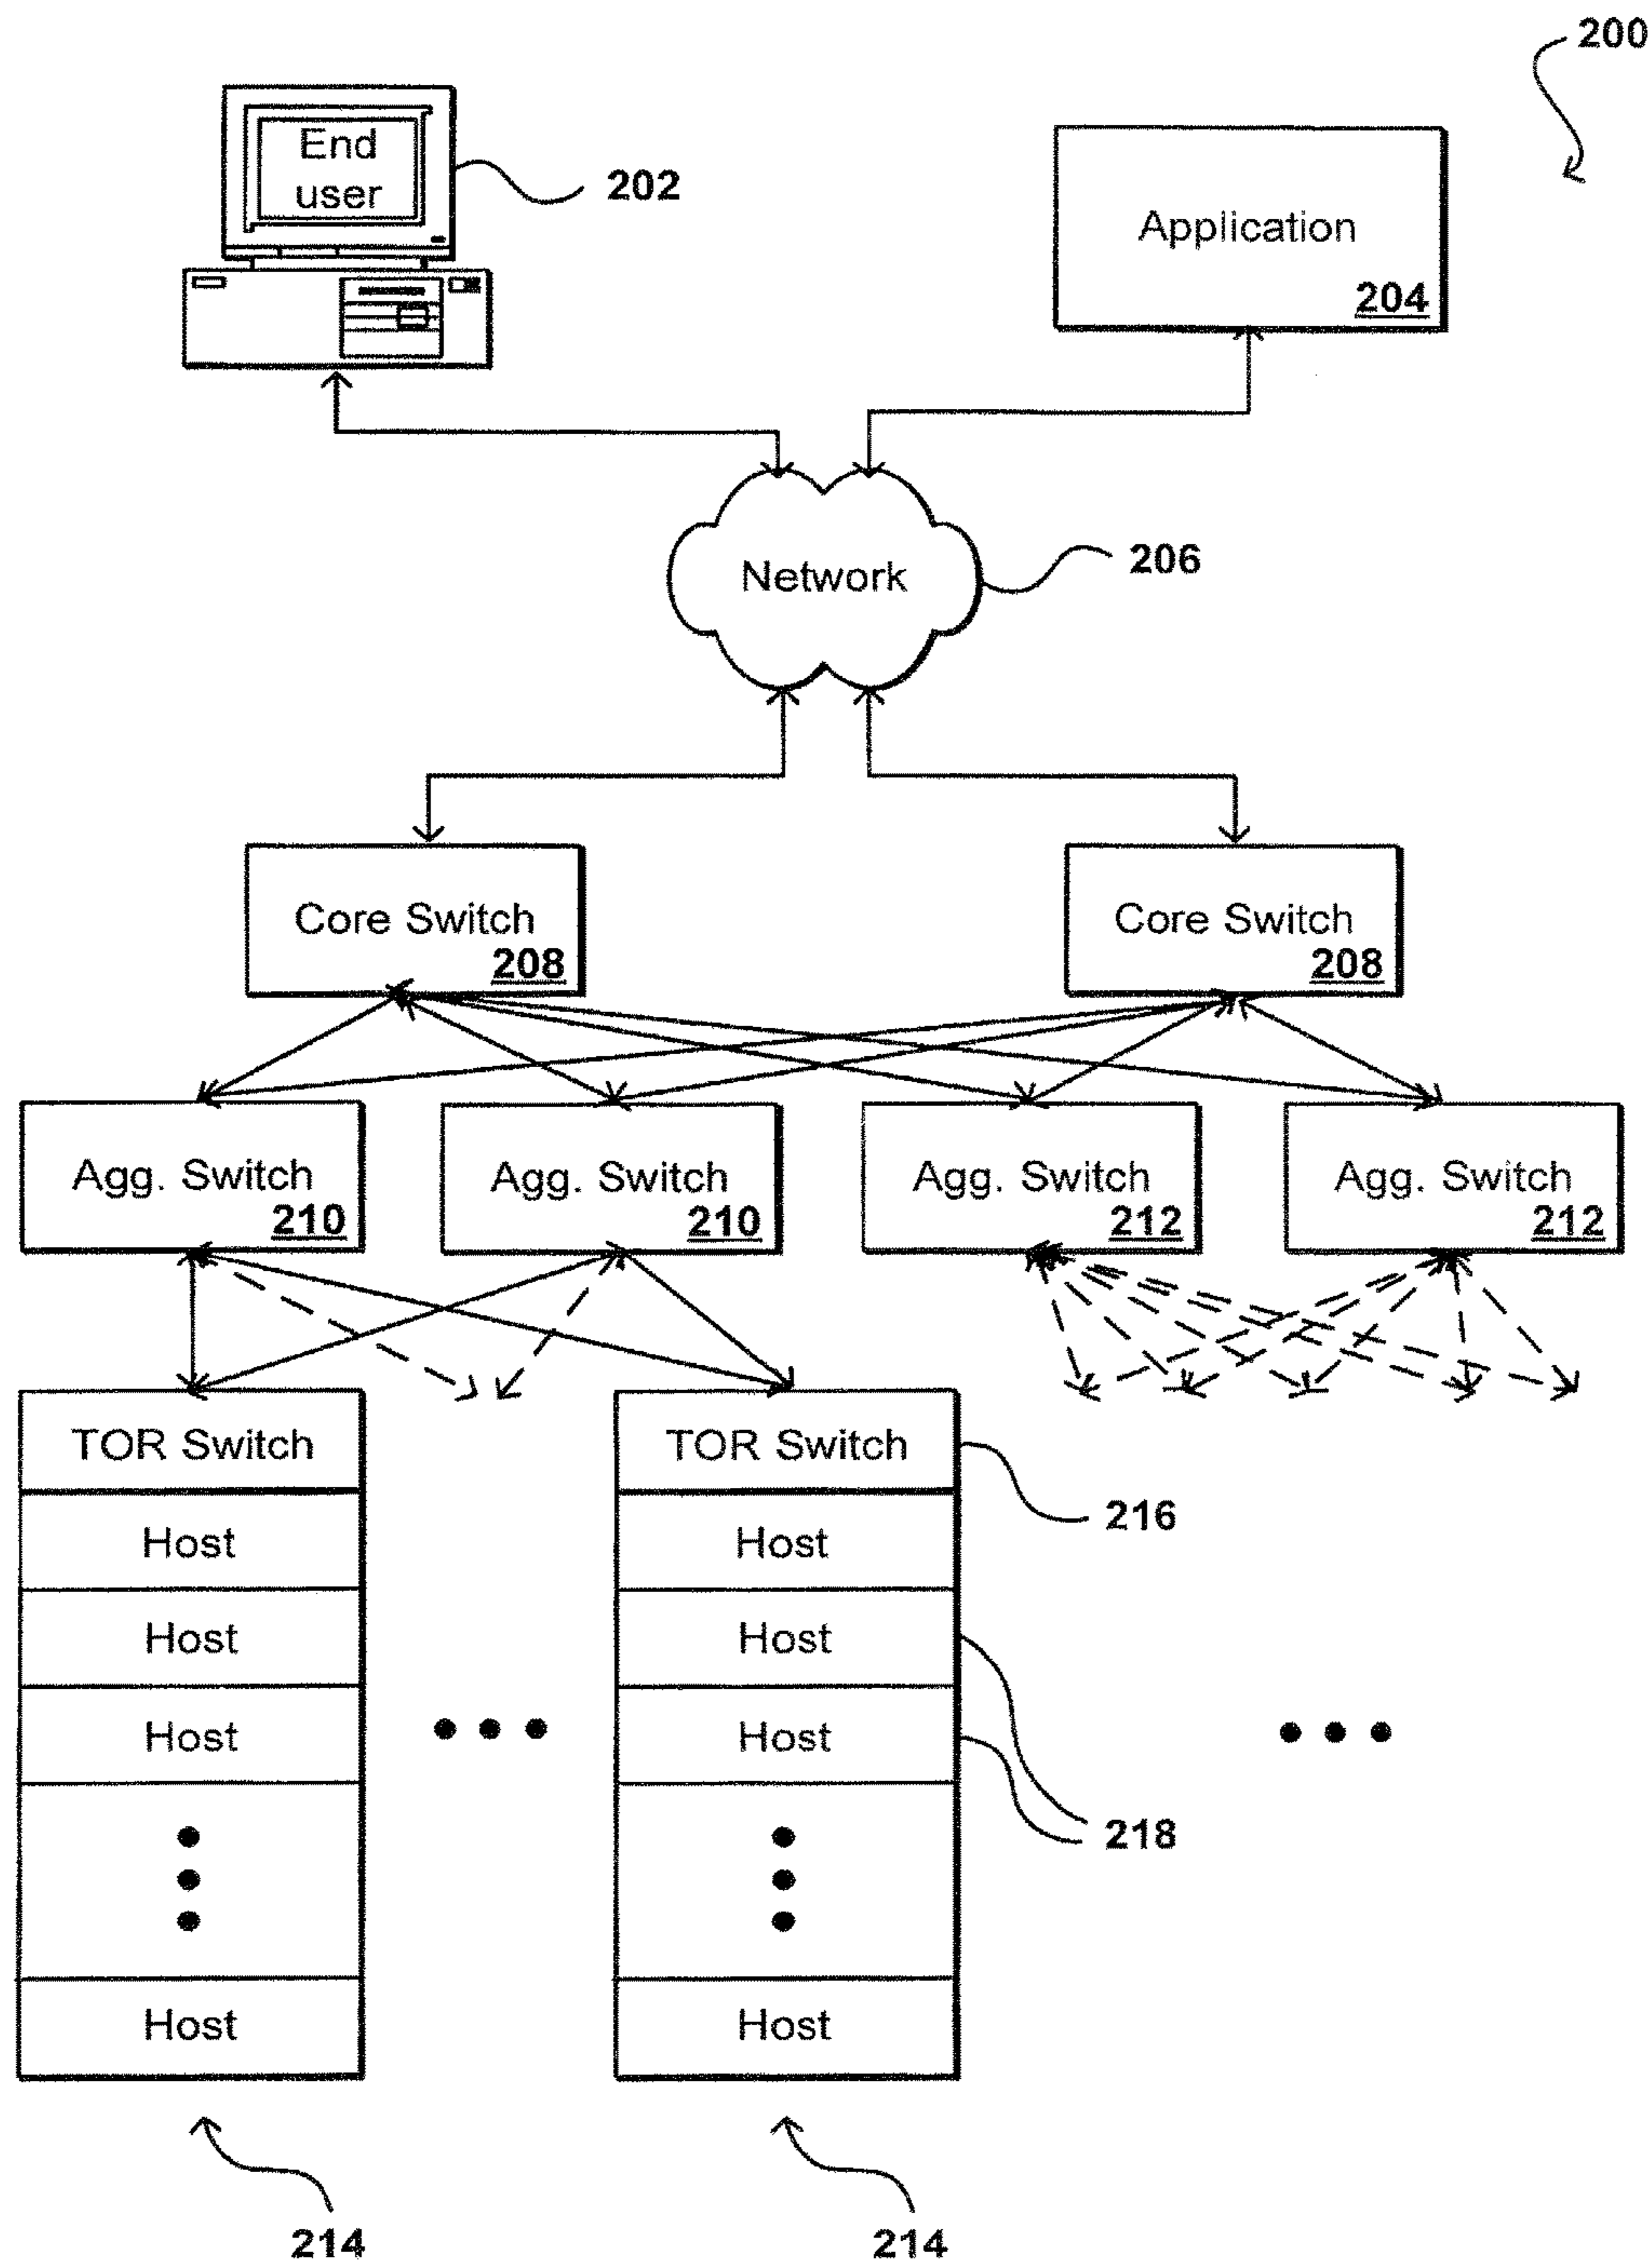 200
End
user
202
Application
204
Network
206
Core Switch
208
Core Switch
208
Agg. Switch
210
Agg. Switch
210
Agg. Switch
212
Agg. Switch
212
TOR Switch
Host
Host
Host
Host
TOR Switch
Host
Host
Host
Host
216
218
214
214